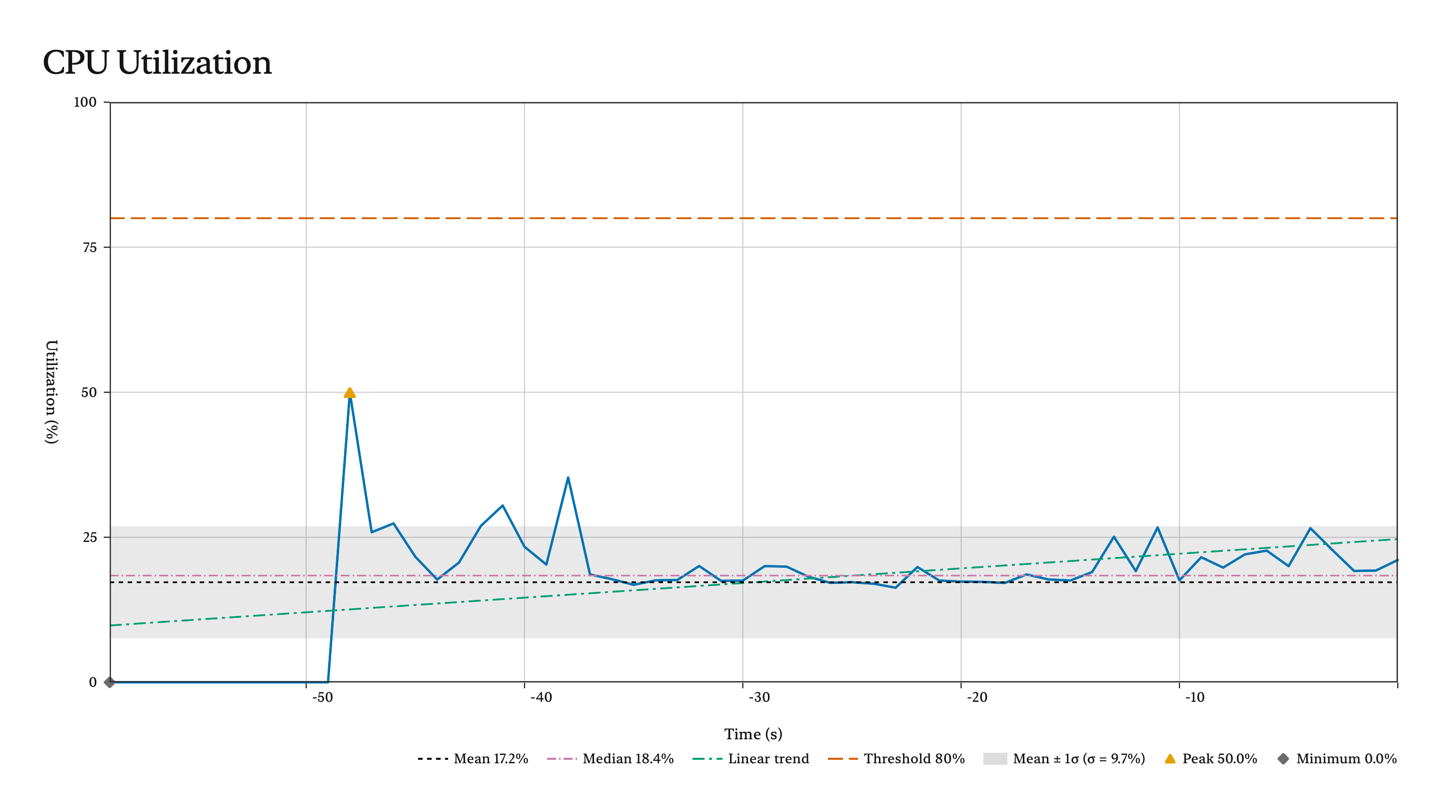 CPU Utilization
100
75
50
25
0
Utilization (%)
-50
-40
-30
-20
-10
Time (s)
Mean 17.2%
Median 18.4%
Linear trend
Threshold 80%
Mean ± 1σ (σ = 9.7%)
Peak 50.0%
Minimum 0.0%